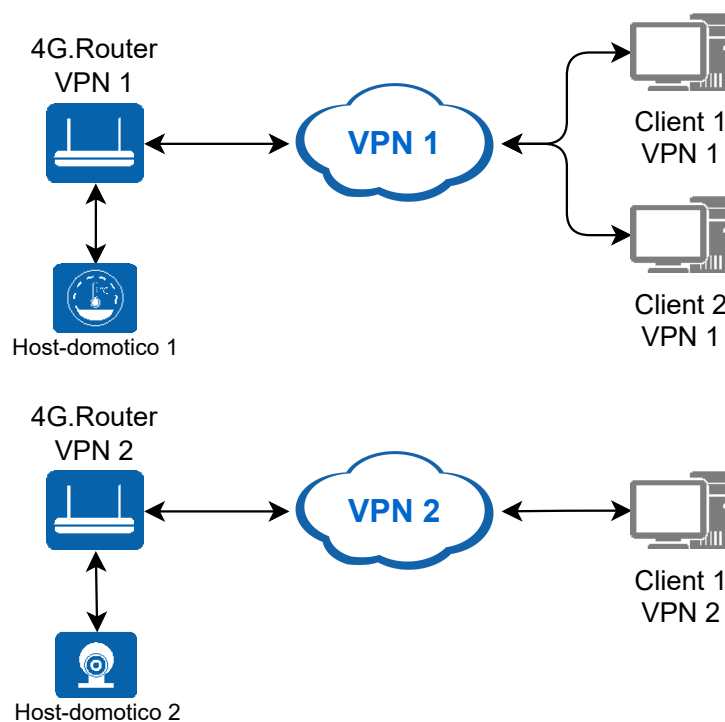 4G.Router
VPN 1
VPN 1
Client 1
VPN 1
Client 2
VPN 1
°C
Host-domotico 1
4G.Router
VPN 2
VPN 2
Client 1
VPN 2
Host-domotico 2